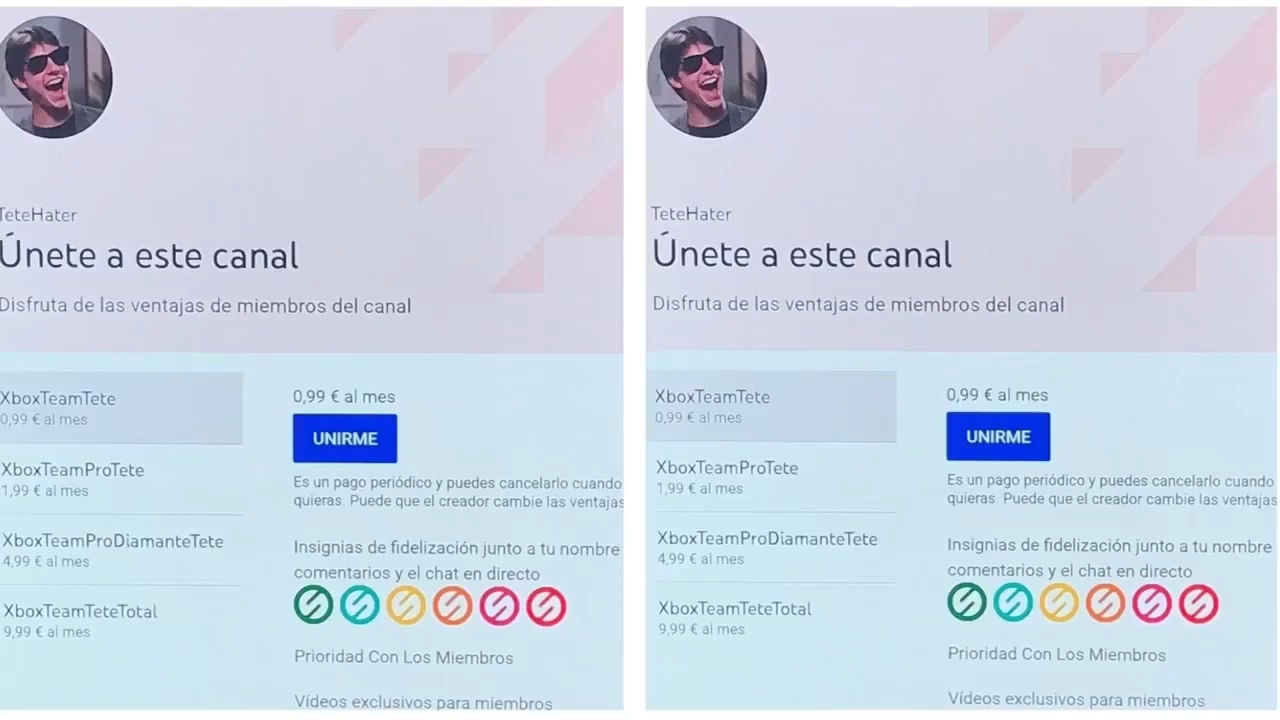 TeteHater
Únete a este canal
Disfruta de las ventajas de miembros del canal
XboxTeamTete
0,99 € al mes
XboxTeamProTete
1,99 € al mes
XboxTeamProDiamanteTete
4,99 € al mes
XboxTeamTeteTotal
9,99 € al mes
0,99 € al mes
UNIRME
Es un pago periódico y puedes cancelarlo cuando
quieras. Puede que el creador cambie las ventajas
Insignias de fidelización junto a tu nombre
comentarios y el chat en directo
Prioridad Con Los Miembros
Vídeos exclusivos para miembros
TeteHater
Únete a este canal
Disfruta de las ventajas de miembros del canal
XboxTeamTete
0,99 € al mes
XboxTeamProTete
1,99 € al mes
XboxTeamProDiamanteTete
4,99 € al mes
XboxTeamTeteTotal
9,99 € al mes
0,99 € al mes
UNIRME
Es un pago periódico y puedes cancelarlo cuando
quieras. Puede que el creador cambie las ventajas
Insignias de fidelización junto a tu nombre
comentarios y el chat en directo
Prioridad Con Los Miembros
Vídeos exclusivos para miembros